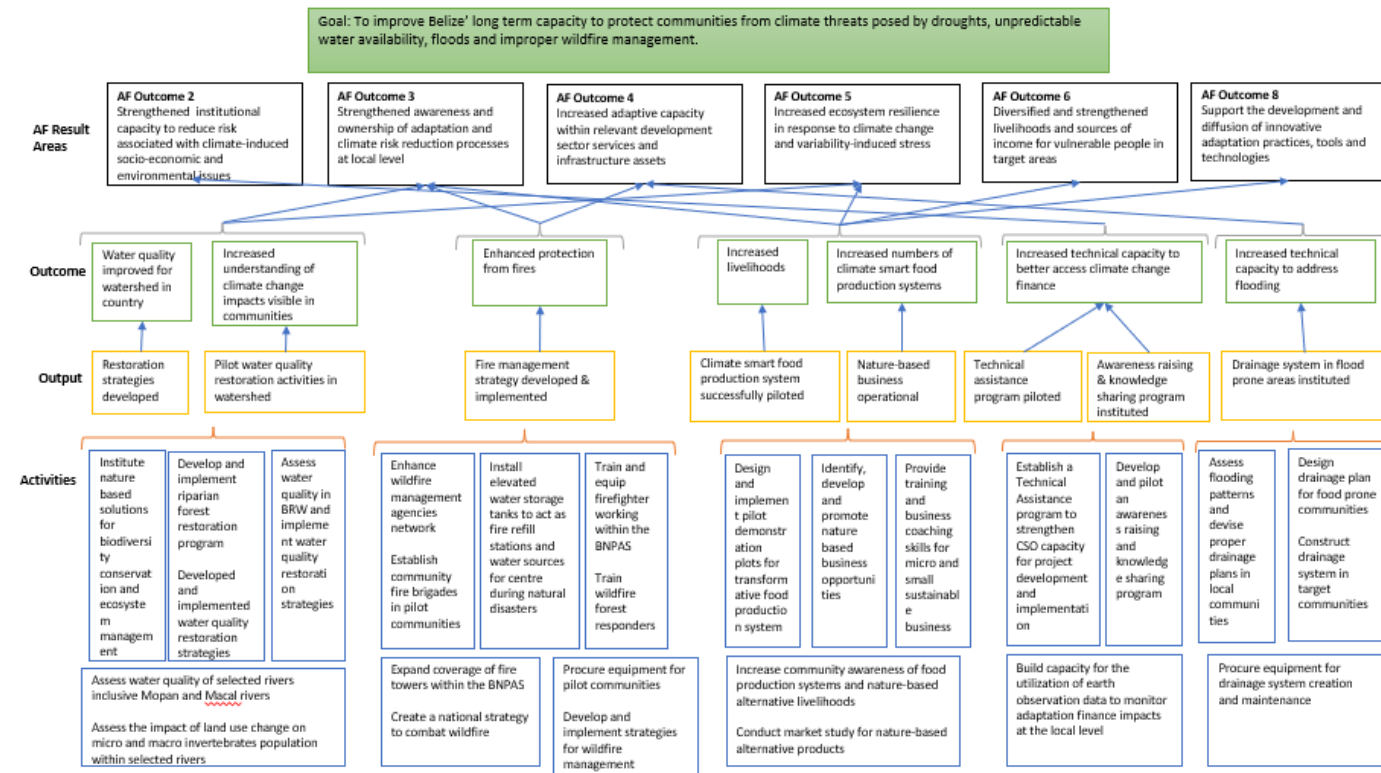 Goal: To improve Belize' long term capacity to protect communities from climate threats posed by droughts, unpredictable
water availability, floods and improper wildfire management.
AF Result
Areas
AF Outcome 2
Strengthened institutional
capacity to reduce risk
associated with climate-induced
socio-economic and
environmental issues
AF Outcome 3
Strengthened awareness and
ownership of adaptation and
climate risk reduction processes
at local level
AF Outcome 4
Increased adaptive capacity
within relevant development
sector services and
infrastructure assets
AF Outcome 5
Increased ecosystem resilience
in response to climate change
and variability-induced stress
AF Outcome 6
Diversified and strengthened
livelihoods and sources of
income for vulnerable people in
target areas
AF Outcome 8
Support the development and
diffusion of innovative
adaptation practices, tools and
technologies
Outcome
Water quality
improved for
watershed in
country
Increased
understanding of
climate change
impacts visible in
communities
Enhanced protection
from fires
Increased
livelihoods
Increased numbers of
climate smart food
production systems
Increased technical capacity to
better access climate change
finance
Increased technical
capacity to address
flooding
Output
Restoration
strategies
developed
Pilot water quality
restoration activities in
watershed
Fire management
strategy developed &
implemented
Climate smart food
production system
successfully piloted
Nature-based
business
operational
Technical
assistance
program piloted
Awareness raising
& knowledge
sharing program
instituted
Drainage system in flood
prone areas instituted
Activities
Institute
nature
based
solutions
for
biodiversi
ty
conservat
ion and
ecosyste
m
managem
ent
Develop and
implement
riparian
forest
restoration
program
Developed
and
implemented
water quality
restoration
strategies
Assess
water
quality in
BRW and
impleme
nt water
quality
restorati
on
strategies
Enhance
wildfire
management
agencies
network
Establish
community
fire brigades
in pilot
communities
Install
elevated
water storage
tanks to act as
fire refill
stations and
water sources
for centre
during natural
disasters
Train and
equip
firefighter
working
within the
BNPAS
Train
wildfire
forest
responders
Design
and
implemen
t pilot
demonstr
ation
plots for
transform
ative food
productio
n system
Identify,
develop
and
promote
nature
based
business
opportuni
ties
Provide
training
and
business
coaching
skills for
micro and
small
sustainabl
e
business
Establish a
Technical
Assistance
program to
strengthen
CSO capacity
for project
development
and
implementati
on
Develop
and pilot
an
awarenes
s raising
and
knowledg
e sharing
program
Assess
flooding
patterns
and
devise
proper
drainage
plans in
local
communi
ties
Design
drainage plan
for food prone
communities
Construct
drainage
system in
target
communities
Assess water quality of selected rivers
inclusive Mopan and Macal rivers
Assess the impact of land use change on
micro and macro invertebrates population
within selected rivers
Expand coverage of fire
towers within the BNPAS
Create a national strategy
to combat wildfire
Procure equipment for
pilot communities
Develop and
implement strategies
for wildfire
management
Increase community awareness of food
production systems and nature-based
alternative livelihoods
Conduct market study for nature-based
alternative products
Build capacity for the
utilization of earth
observation data to monitor
adaptation finance impacts
at the local level
Procure equipment for
drainage system creation
and maintenance